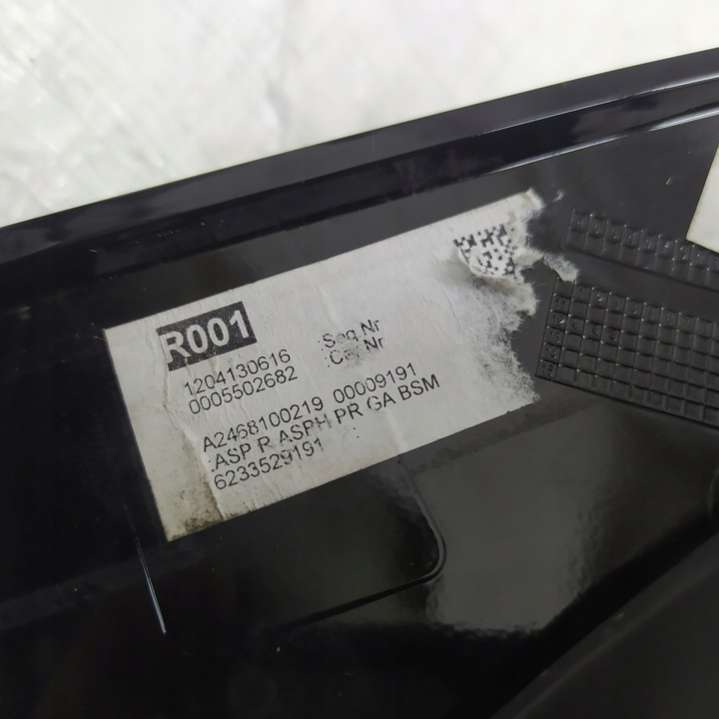 R001
1204130616 :Seq Nr
0005502682 :Car Nr
A2468100219 00009191
:ASP R ASPH PR GA BSM
6233529191